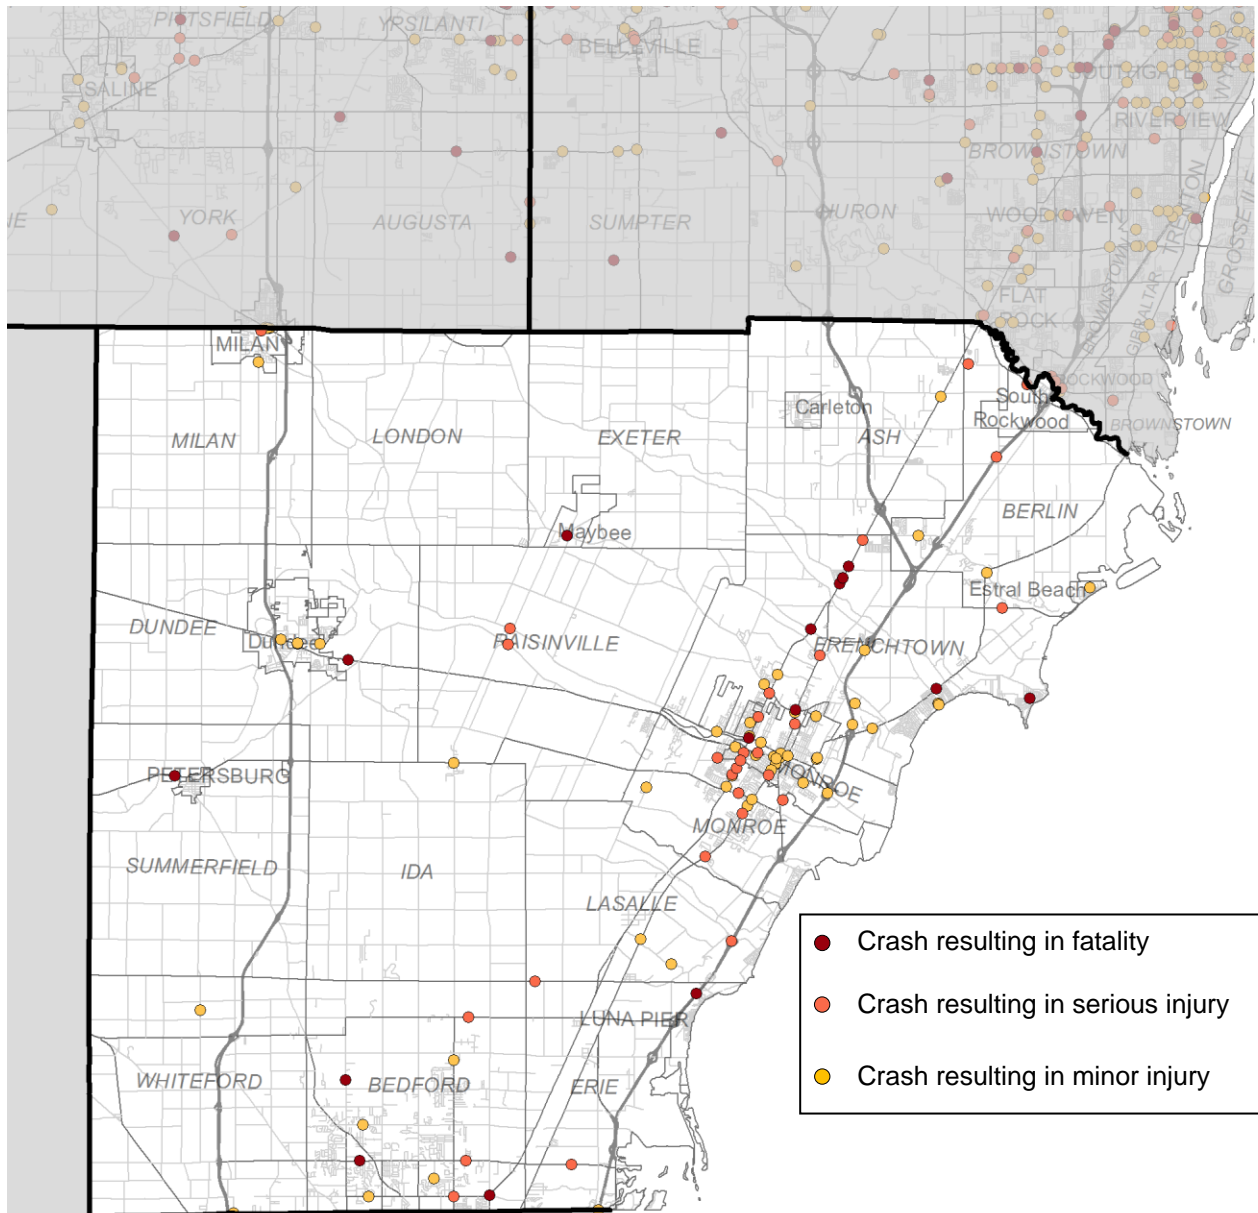 PITTSFIELD
YPSILANTI
BELLEVILLE
SOUTHGATE
SALINE
RIVERVIEW
BROWNSTOWN
YORK
AUGUSTA
SUMPTER
HURON
WOODHAVEN
TRENTON
GROSSE ILE
FLAT
ROCK
BROWNSTOWN
GIBRALTAR
MILAN
ROCKWOOD
South
Rockwood
Carleton
BROWNSTOWN
MILAN
LONDON
EXETER
ASH
BERLIN
Maybee
Estral Beach
DUNDEE
Dundee
RAISINVILLE
FRENCHTOWN
PETERSBURG
MONROE
MONROE
SUMMERFIELD
IDA
LASALLE
Crash resulting in fatality
Crash resulting in serious injury
LUNA PIER
WHITEFORD
BEDFORD
ERIE
Crash resulting in minor injury